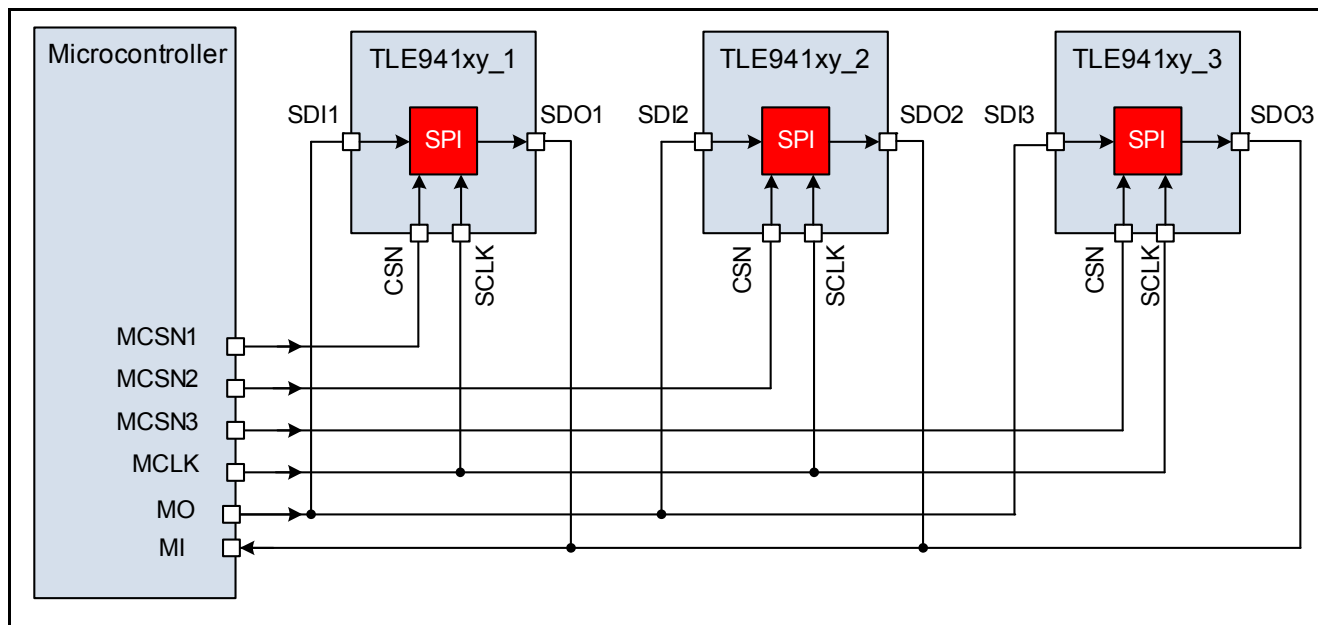 Microcontroller
TLE941xy_1
TLE941xy_2
TLE941xy_3
SDI1
SPI
SDO1
SDI2
SPI
SDO2
SDI3
SPI
SDO3
CSN
SCLK
CSN
SCLK
CSN
SCLK
MCSN1
MCSN2
MCSN3
MCLK
MO
MI